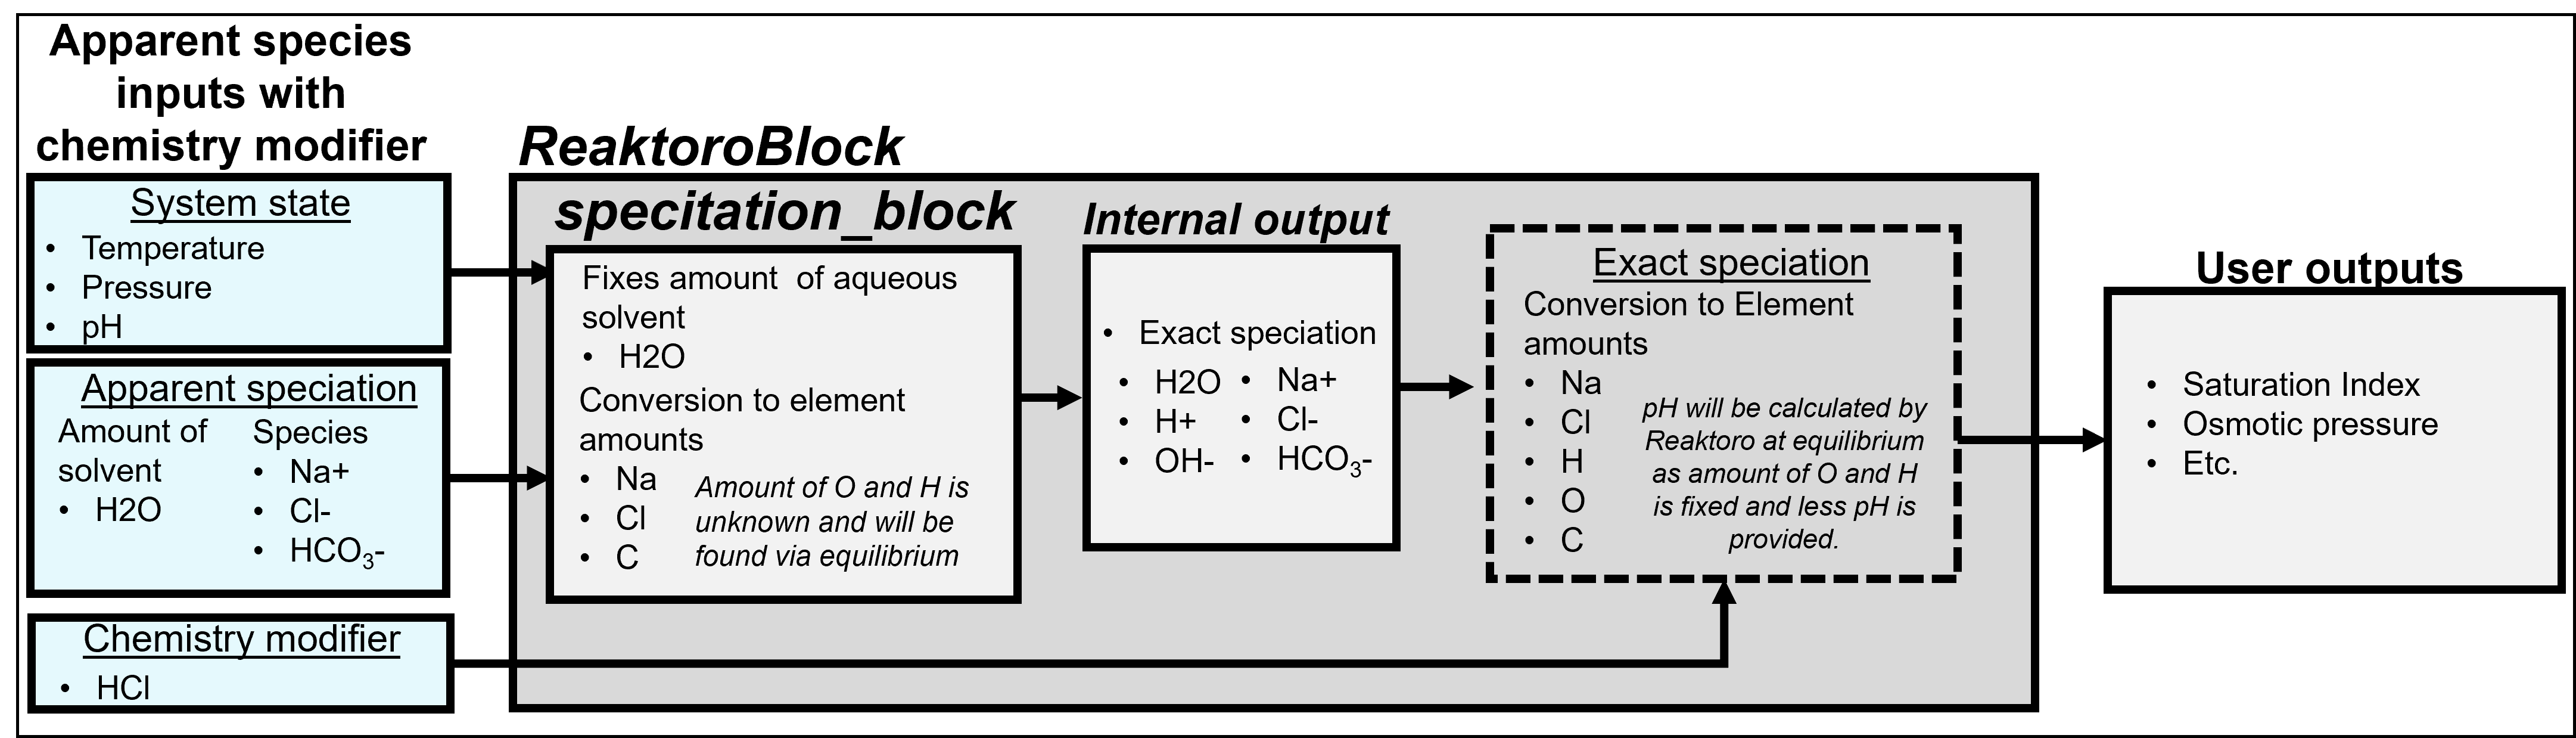 Apparent species
inputs with
chemistry modifier
System state
• Temperature
• Pressure
• pH
Apparent speciation
Amount of
solvent
• H2O
Species
• Na+
• Cl-
• HCO₃-
Chemistry modifier
• HCl
ReaktoroBlock
specitation_block
Fixes amount of aqueous
solvent
• H2O
Conversion to element
amounts
• Na
• Cl
• C
Amount of O and H is
unknown and will be
found via equilibrium
Internal output
• Exact speciation
• H2O
• H+
• OH-
• Na+
• Cl-
• HCO₃-
Exact speciation
Conversion to Element
amounts
• Na
• Cl
• H
• O
• C
pH will be calculated by
Reaktoro at equilibrium
as amount of O and H
is fixed and less pH is
provided.
User outputs
• Saturation Index
• Osmotic pressure
• Etc.